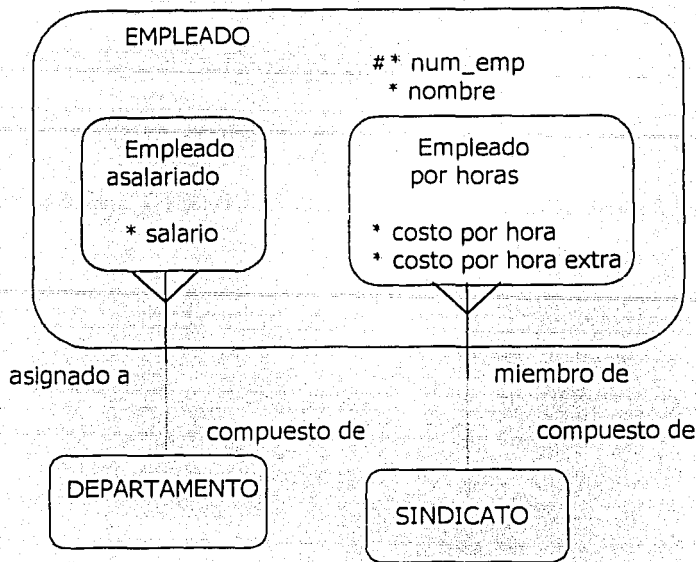 EMPLEADO
# * num_emp
* nombre
Empleado
asalariado
* salario
Empleado
por horas
* costo por hora
* costo por hora extra
asignado a
miembro de
compuesto de
compuesto de
DEPARTAMENTO
SINDICATO